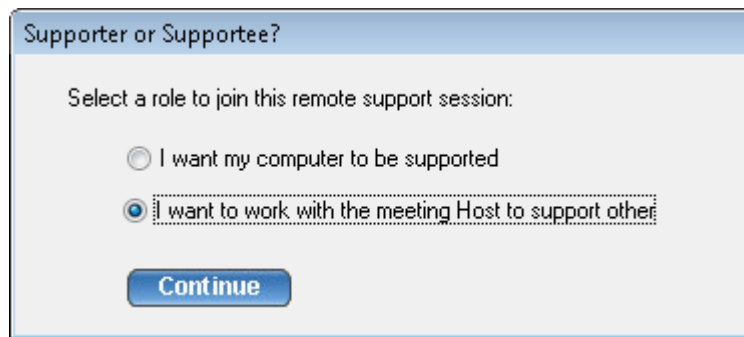 Supporter or Supportee?
Select a role to join this remote support session:
I want my computer to be supported
I want to work with the meeting Host to support other
Continue